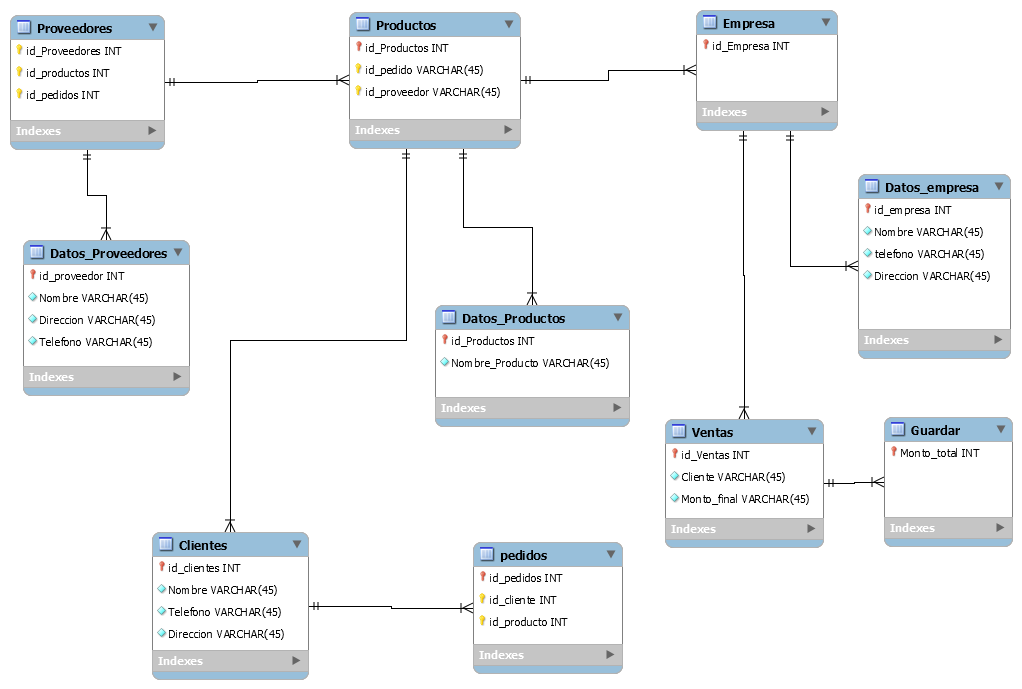 Proveedores
id_Proveedores INT
id_productos INT
id_pedidos INT
Indexes
Productos
id_Productos INT
id_pedido VARCHAR(45)
id_proveedor VARCHAR(45)
Indexes
Empresa
id_Empresa INT
Indexes
Datos_empresa
id_empresa INT
Nombre VARCHAR(45)
telefono VARCHAR(45)
Direccion VARCHAR(45)
Indexes
Datos_Proveedores
id_proveedor INT
Nombre VARCHAR(45)
Direccion VARCHAR(45)
Telefono VARCHAR(45)
Indexes
Datos_Productos
id_Productos INT
Nombre_Producto VARCHAR(45)
Indexes
Ventas
id_Ventas INT
Cliente VARCHAR(45)
Monto_final VARCHAR(45)
Indexes
Guardar
Monto_total INT
Indexes
Clientes
id_clientes INT
Nombre VARCHAR(45)
Telefono VARCHAR(45)
Direccion VARCHAR(45)
Indexes
pedidos
id_pedidos INT
id_cliente INT
id_producto INT
Indexes